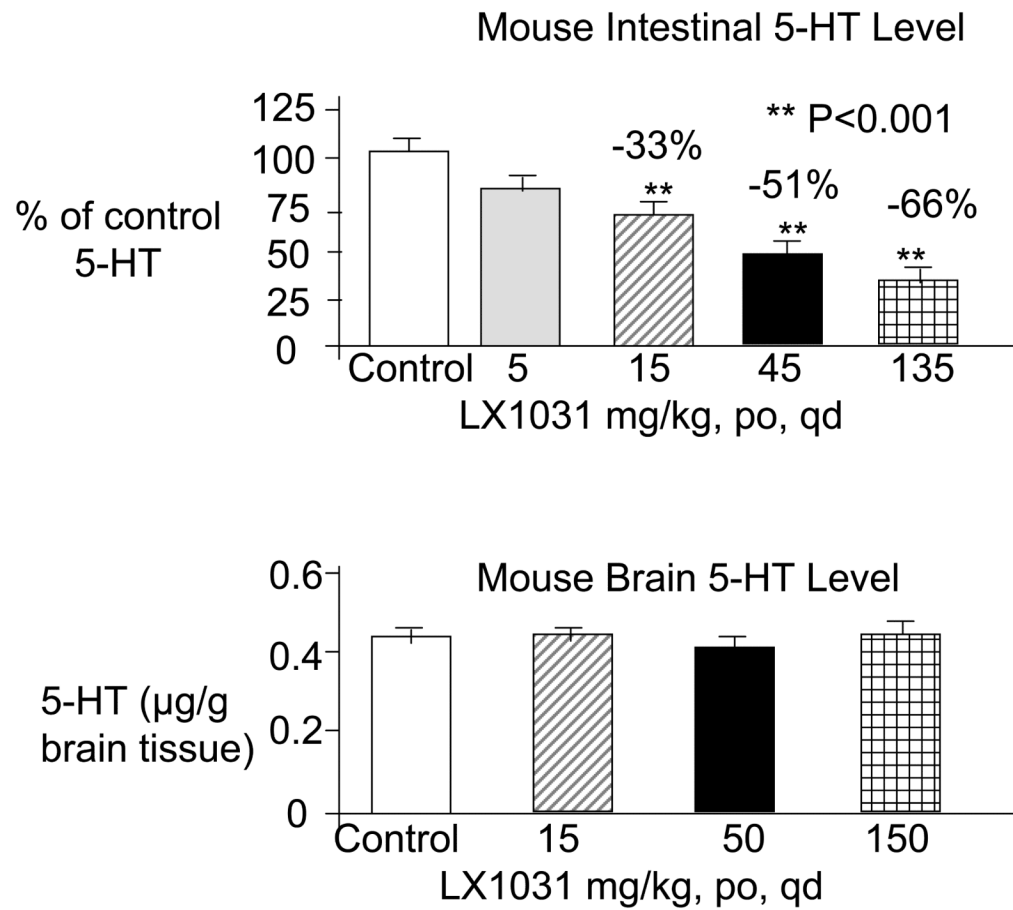 Mouse Intestinal 5-HT Level
125
100
75
50
25
0
% of control
5-HT
** P<0.001
-33%
-51%
-66%
**
**
**
Control 5 15 45 135
LX1031 mg/kg, po, qd
Mouse Brain 5-HT Level
0.6
0.4
0.2
0
5-HT (µg/g
brain tissue)
Control 15 50 150
LX1031 mg/kg, po, qd